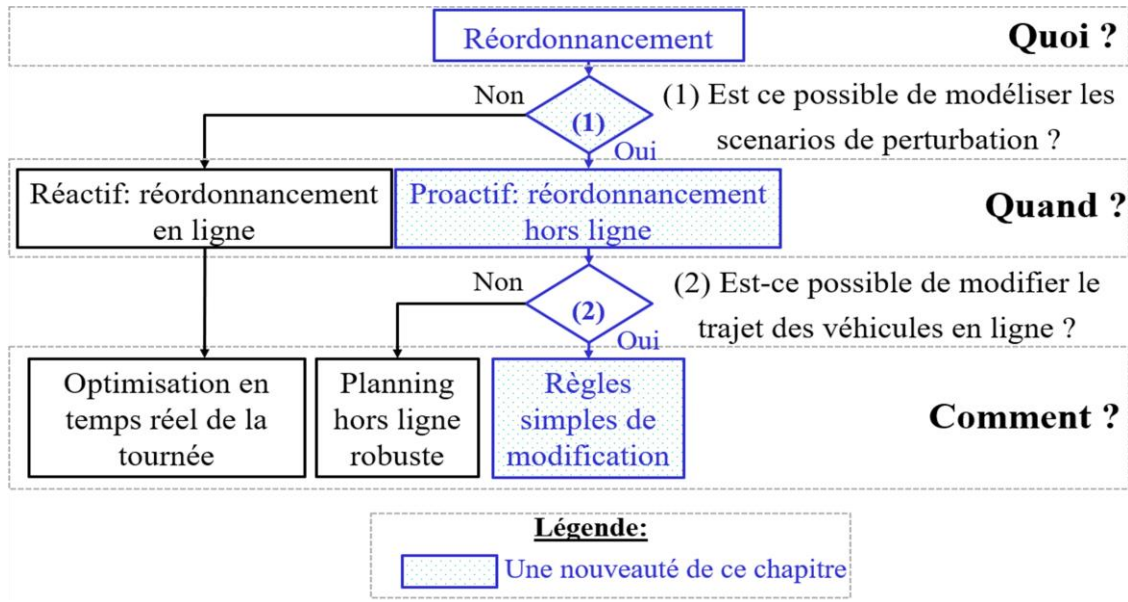 Réordonnancement
Quoi ?
Non
(1)
Oui
(1) Est ce possible de modéliser les
scenarios de perturbation ?
Réactif: réordonnancement
en ligne
Proactif: réordonnancement
hors ligne
Quand ?
Non
(2)
Oui
(2) Est-ce possible de modifier le
trajet des véhicules en ligne ?
Optimisation en
temps réel de la
tournée
Planning
hors ligne
robuste
Règles
simples de
modification
Comment ?
Légende:
Une nouveauté de ce chapitre